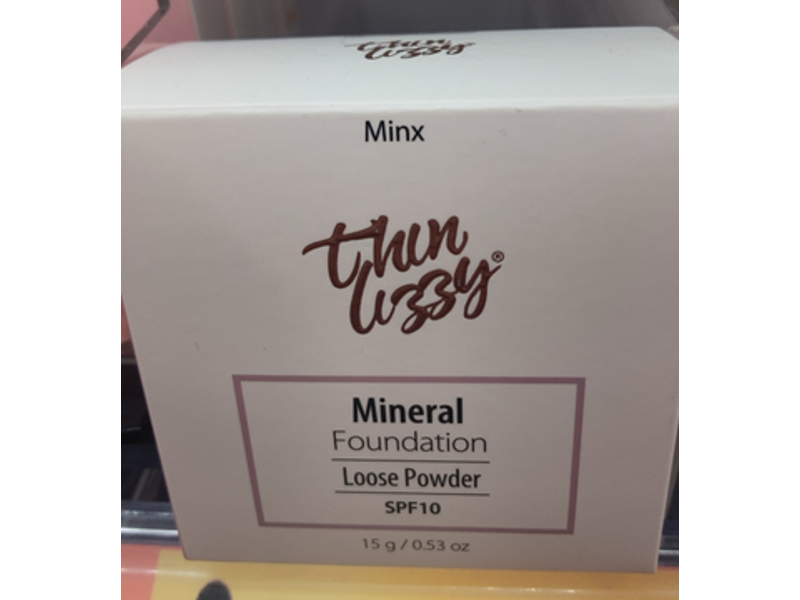 thin
lizzy
Minx
thin
lizzy®
Mineral
Foundation
Loose Powder
SPF10
15 g / 0.53 oz